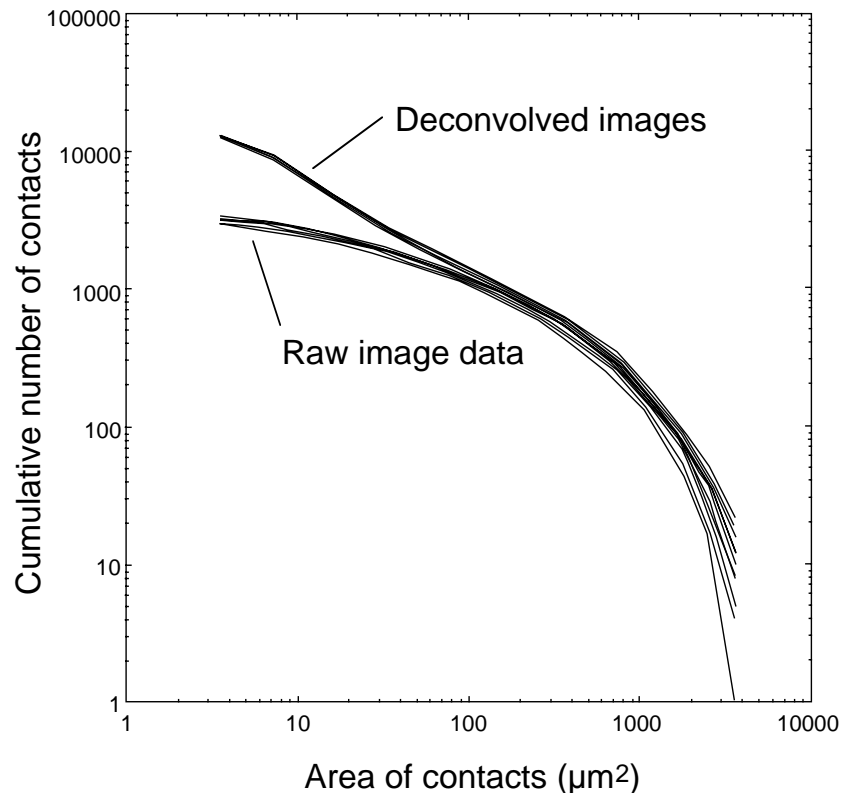 100000
10000
1000
100
10
1
Cumulative number of contacts
Deconvolved images
Raw image data
1 10 100 1000 10000
Area of contacts (µm2)